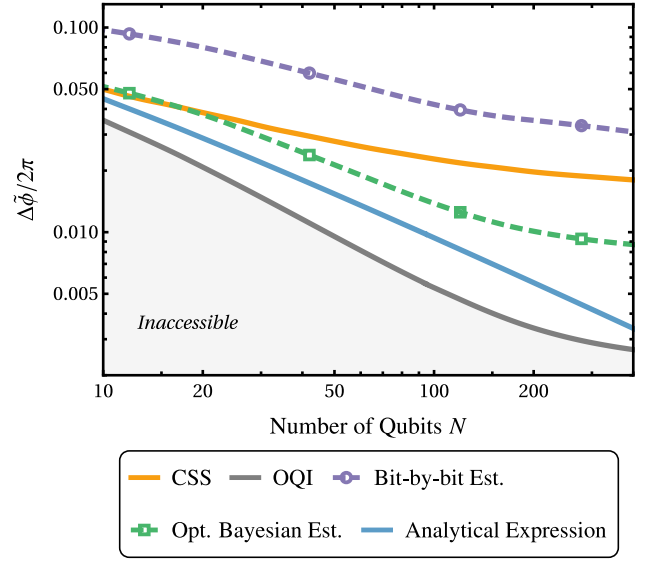 0.100
0.050
0.010
0.005
Δφ̃/2π
Inaccessible
10 20 50 100 200
Number of Qubits N
CSS OQI Bit-by-bit Est.
Opt. Bayesian Est. Analytical Expression